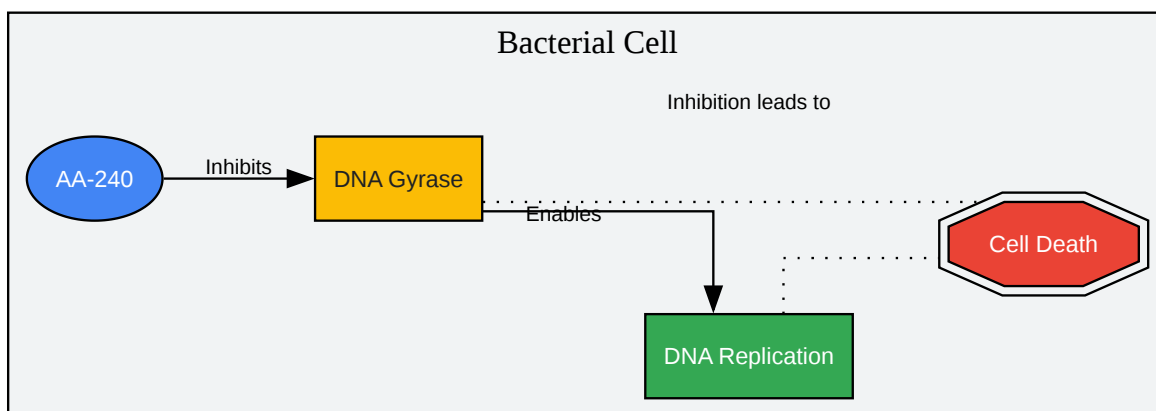 Bacterial Cell
Inhibition leads to
AA-240
Inhibits
DNA Gyrase
Enables
Cell Death
DNA Replication